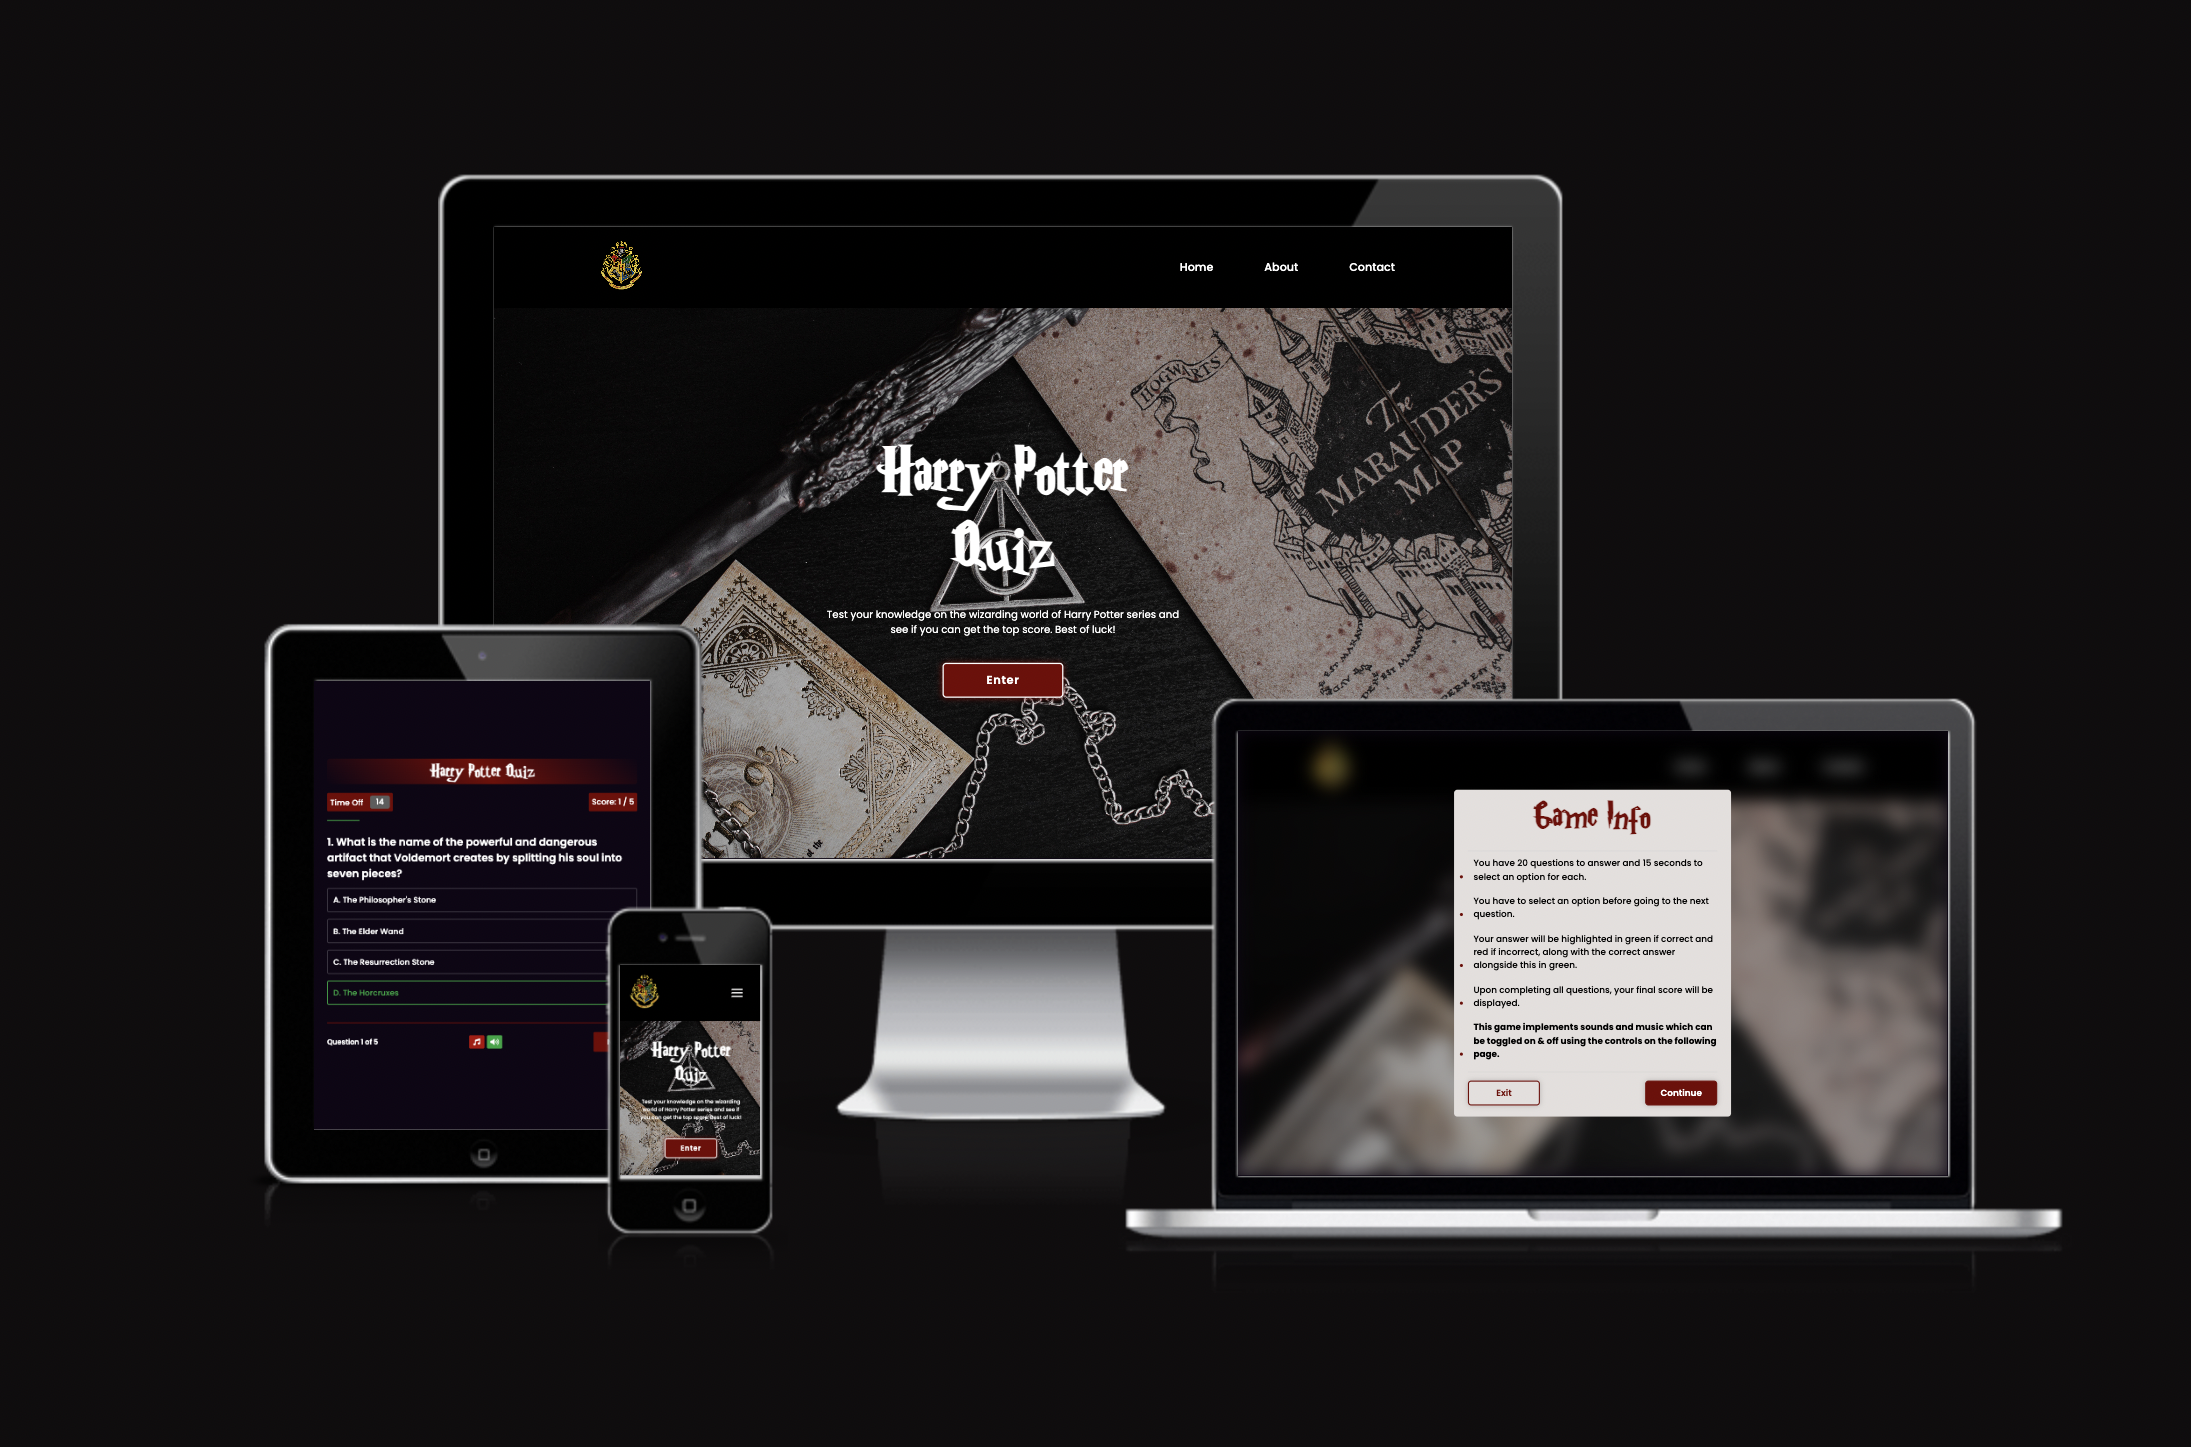 Home About Contact
HOGWARTS
The
MARAUDER'S
MAP
Harry Potter
Quiz
Test your knowledge on the wizarding world of Harry Potter series and
see if you can get the top score. Best of luck!
Enter
of the
Harry Potter Quiz
Time Off 14 Score: 1 / 5
1. What is the name of the powerful and dangerous
artifact that Voldemort creates by splitting his soul into
seven pieces?
A. The Philosopher's Stone
B. The Elder Wand
C. The Resurrection Stone
D. The Horcruxes
Question 1 of 5
Harry Potter
Quiz
Test your knowledge on the wizarding
world of Harry Potter series and see if
you can get the top score. Best of luck!
Enter
Game Info
You have 20 questions to answer and 15 seconds to
select an option for each.
You have to select an option before going to the next
question.
Your answer will be highlighted in green if correct and
red if incorrect, along with the correct answer
alongside this in green.
Upon completing all questions, your final score will be
displayed.
This game implements sounds and music which can
be toggled on & off using the controls on the following
page.
Exit Continue